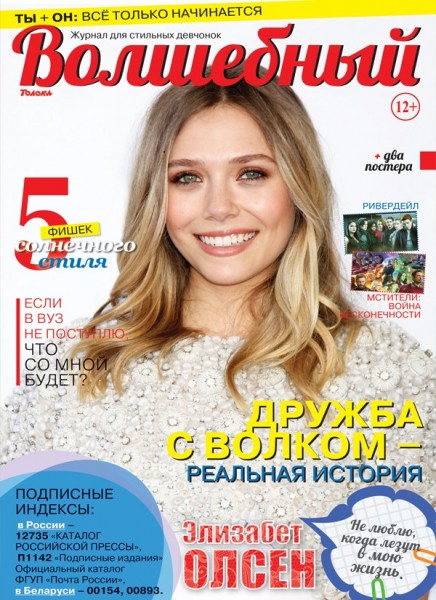 ТЫ + ОН: ВСЁ ТОЛЬКО НАЧИНАЕТСЯ
Журнал для стильных девчонок
Волшебный
Толока
12+
+ два
постера
РИВЕРДЕЙЛ
МСТИТЕЛИ:
ВОЙНА
БЕСКОНЕЧНОСТИ
5
ФИШЕК
солнечного
стиля
ЕСЛИ
В ВУЗ
НЕ ПОСТУПЛЮ,
ЧТО
СО МНОЙ
БУДЕТ?
ДРУЖБА
С ВОЛКОМ –
РЕАЛЬНАЯ ИСТОРИЯ
ПОДПИСНЫЕ
ИНДЕКСЫ:
в России –
12735 «КАТАЛОГ
РОССИЙСКОЙ ПРЕССЫ»,
П1142 «Подписные издания»
Официальный каталог
ФГУП «Почта России»,
в Беларуси – 00154, 00893.
Элизабет
ОЛСЕН
Не люблю,
когда лезут
в мою
жизнь.